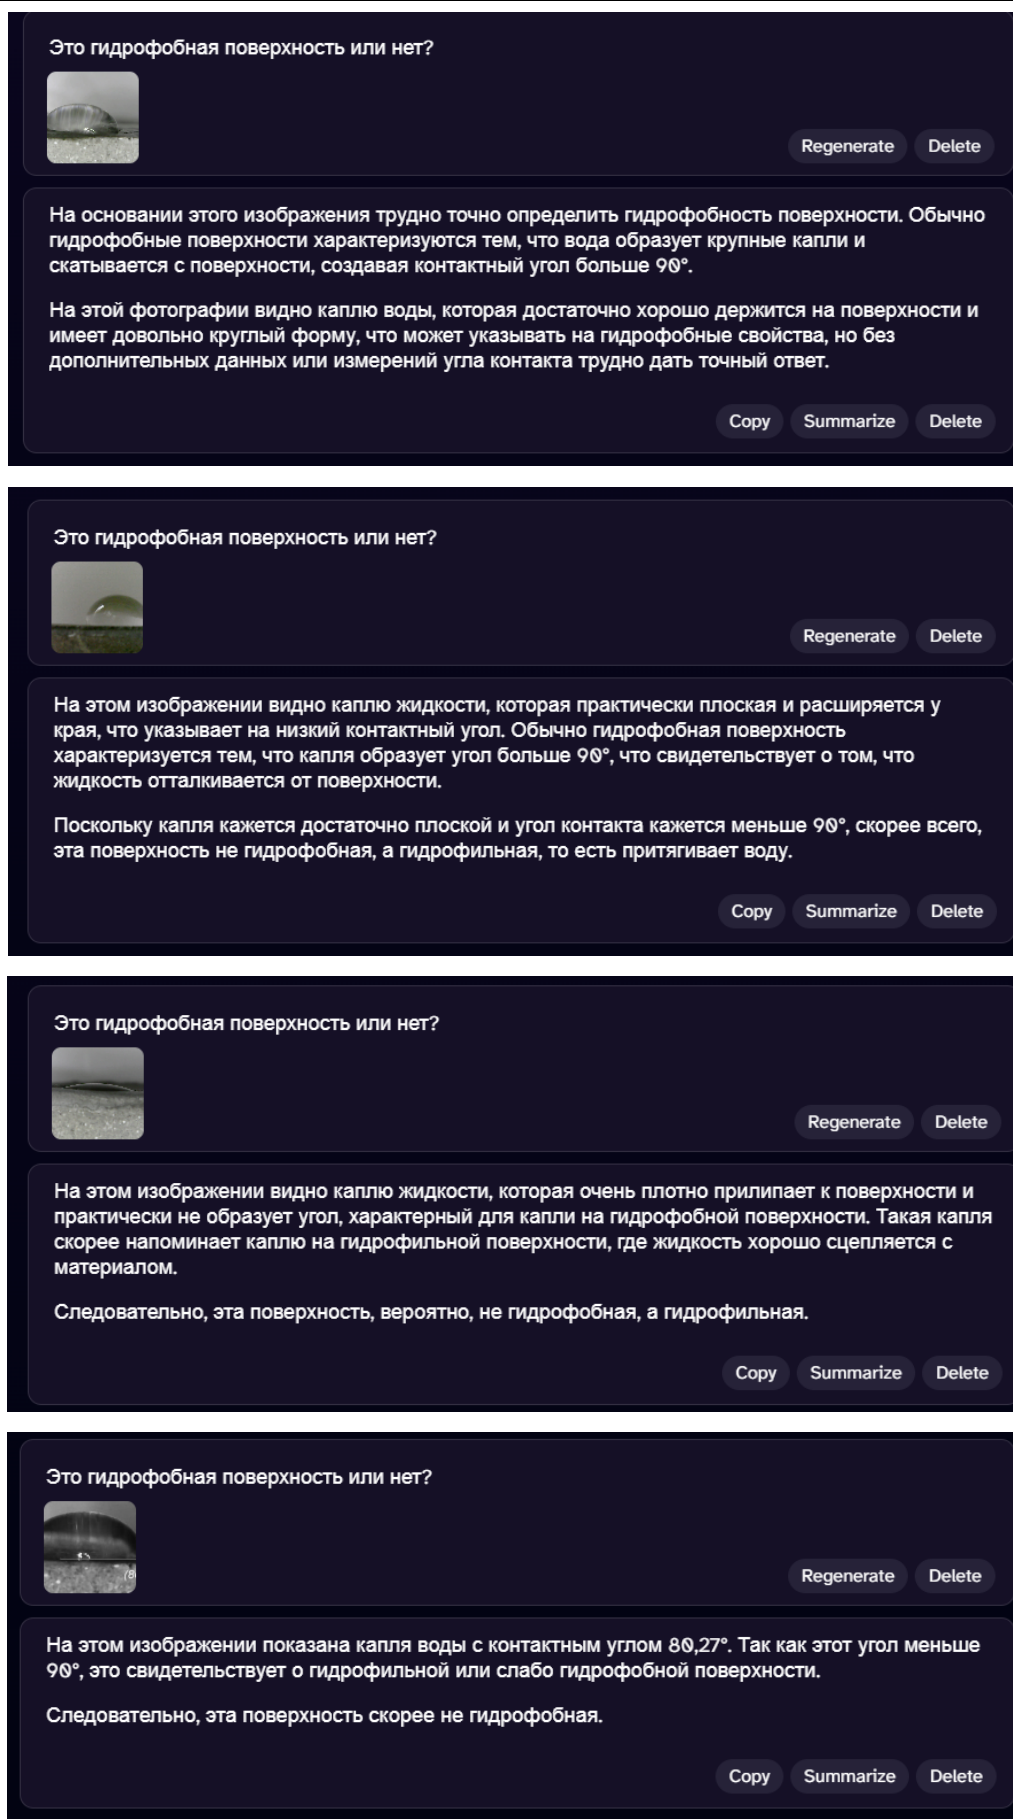 Это гидрофобная поверхность или нет?
Regenerate Delete
На основании этого изображения трудно точно определить гидрофобность поверхности. Обычно
гидрофобные поверхности характеризуются тем, что вода образует крупные капли и
скатывается с поверхности, создавая контактный угол больше 90°.
На этой фотографии видно каплю воды, которая достаточно хорошо держится на поверхности и
имеет довольно круглый форму, что может указывать на гидрофобные свойства, но без
дополнительных данных или измерений угла контакта трудно дать точный ответ.
Copy Summarize Delete
Это гидрофобная поверхность или нет?
Regenerate Delete
На этом изображении видно каплю жидкости, которая практически плоская и расширяется у
края, что указывает на низкий контактный угол. Обычно гидрофобная поверхность
характеризуется тем, что капля образует угол больше 90°, что свидетельствует о том, что
жидкость отталкивается от поверхности.
Поскольку капля кажется достаточно плоской и угол контакта кажется меньше 90°, скорее всего,
эта поверхность не гидрофобная, а гидрофильная, то есть притягивает воду.
Copy Summarize Delete
Это гидрофобная поверхность или нет?
Regenerate Delete
На этом изображении видно каплю жидкости, которая очень плотно прилипает к поверхности и
практически не образует угол, характерный для капли на гидрофобной поверхности. Такая капля
скорее напоминает каплю на гидрофильной поверхности, где жидкость хорошо сцепляется с
материалом.
Следовательно, эта поверхность, вероятно, не гидрофобная, а гидрофильная.
Copy Summarize Delete
Это гидрофобная поверхность или нет?
(8
Regenerate Delete
На этом изображении показана капля воды с контактным углом 80,27°. Так как этот угол меньше
90°, это свидетельствует о гидрофильной или слабо гидрофобной поверхности.
Следовательно, эта поверхность скорее не гидрофобная.
Copy Summarize Delete